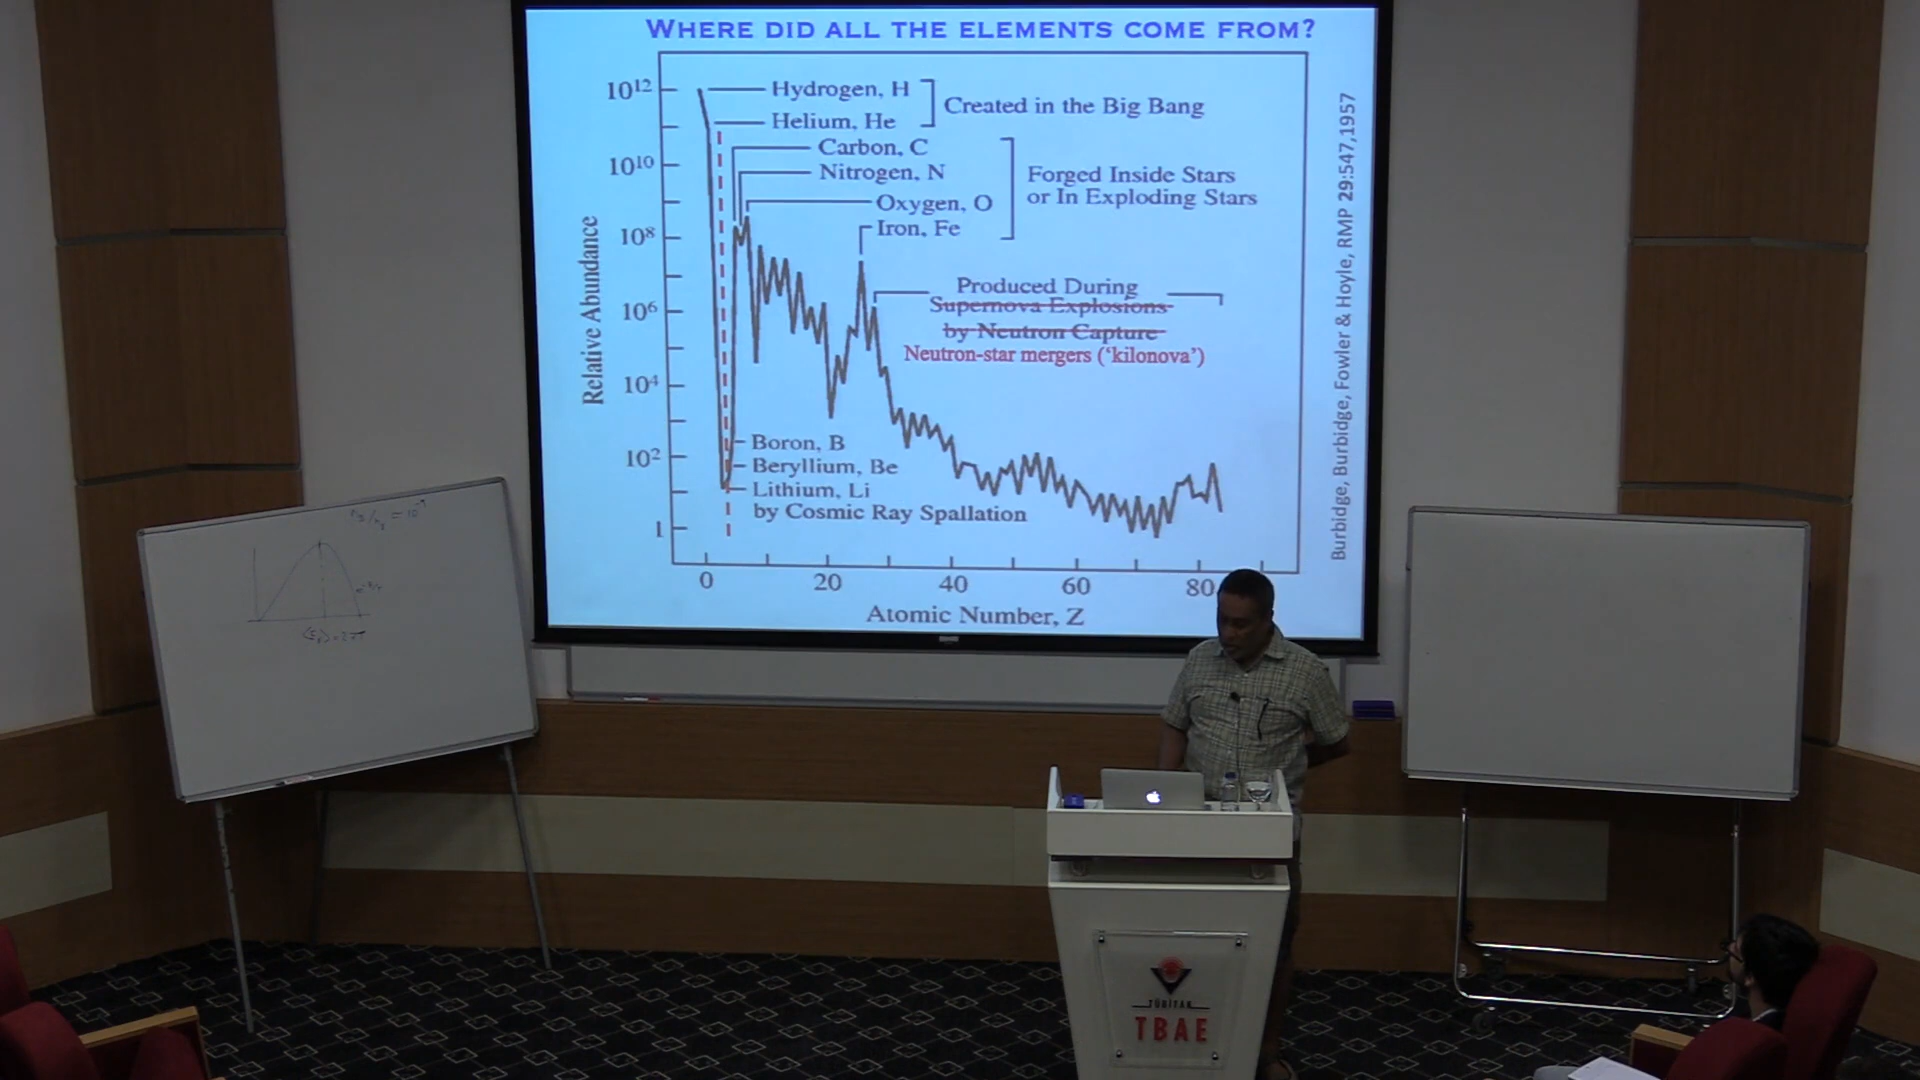 WHERE DID ALL THE ELEMENTS COME FROM?
10¹²
10¹⁰
10⁸
10⁶
10⁴
10²
1
Relative Abundance
Hydrogen, H
Helium, He
Created in the Big Bang
Carbon, C
Nitrogen, N
Oxygen, O
Iron, Fe
Forged Inside Stars
or In Exploding Stars
Produced During
Supernova Explosions
by Neutron Capture
Neutron-star mergers ('kilonova')
Boron, B
Beryllium, Be
Lithium, Li
by Cosmic Ray Spallation
0 20 40 60 80
Atomic Number, Z
Burbidge, Burbidge, Fowler & Hoyle, RMP 29:547,1957
TÜBİTAK
TBAE